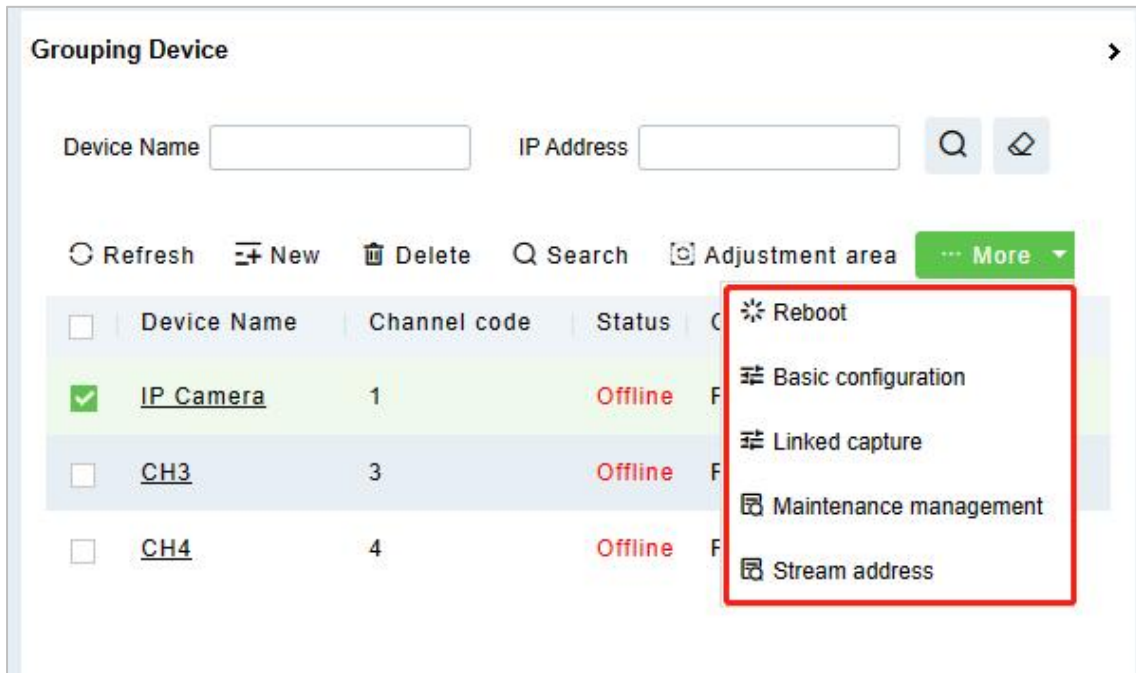 Grouping Device
Device Name IP Address
Refresh New Delete Search Adjustment area ... More
Device Name Channel code Status
Reboot
Basic configuration
IP Camera 1 Offline
Linked capture
CH3 3 Offline
Maintenance management
CH4 4 Offline
Stream address